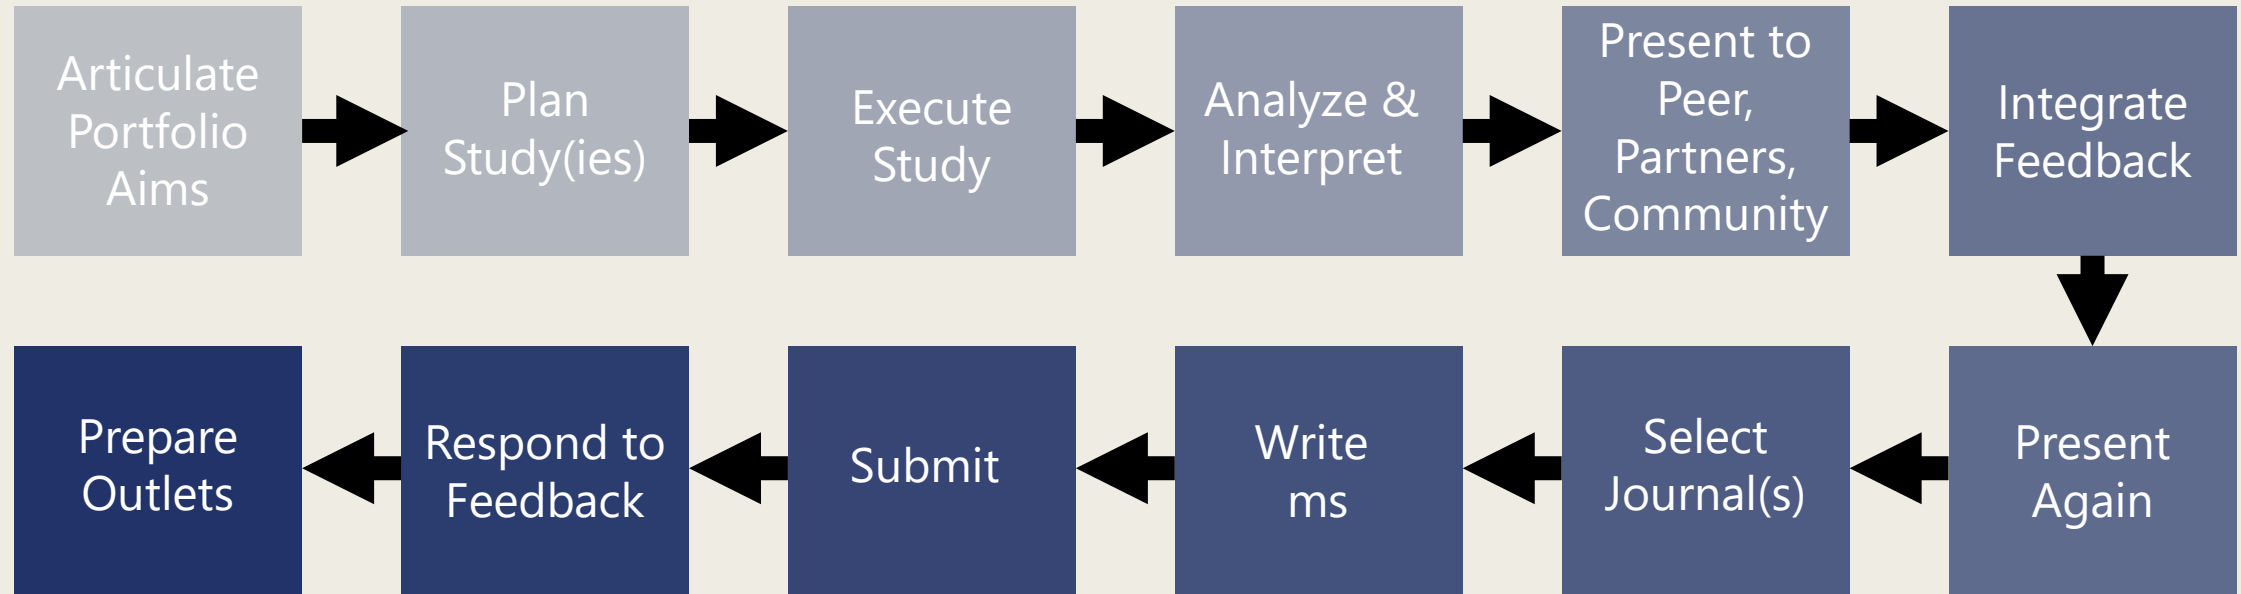 Articulate
Portfolio
Aims
Plan
Study(ies)
Execute
Study
Analyze &
Interpret
Present to
Peer,
Partners,
Community
Integrate
Feedback
Present
Again
Select
Journal(s)
Write
ms
Submit
Respond to
Feedback
Prepare
Outlets